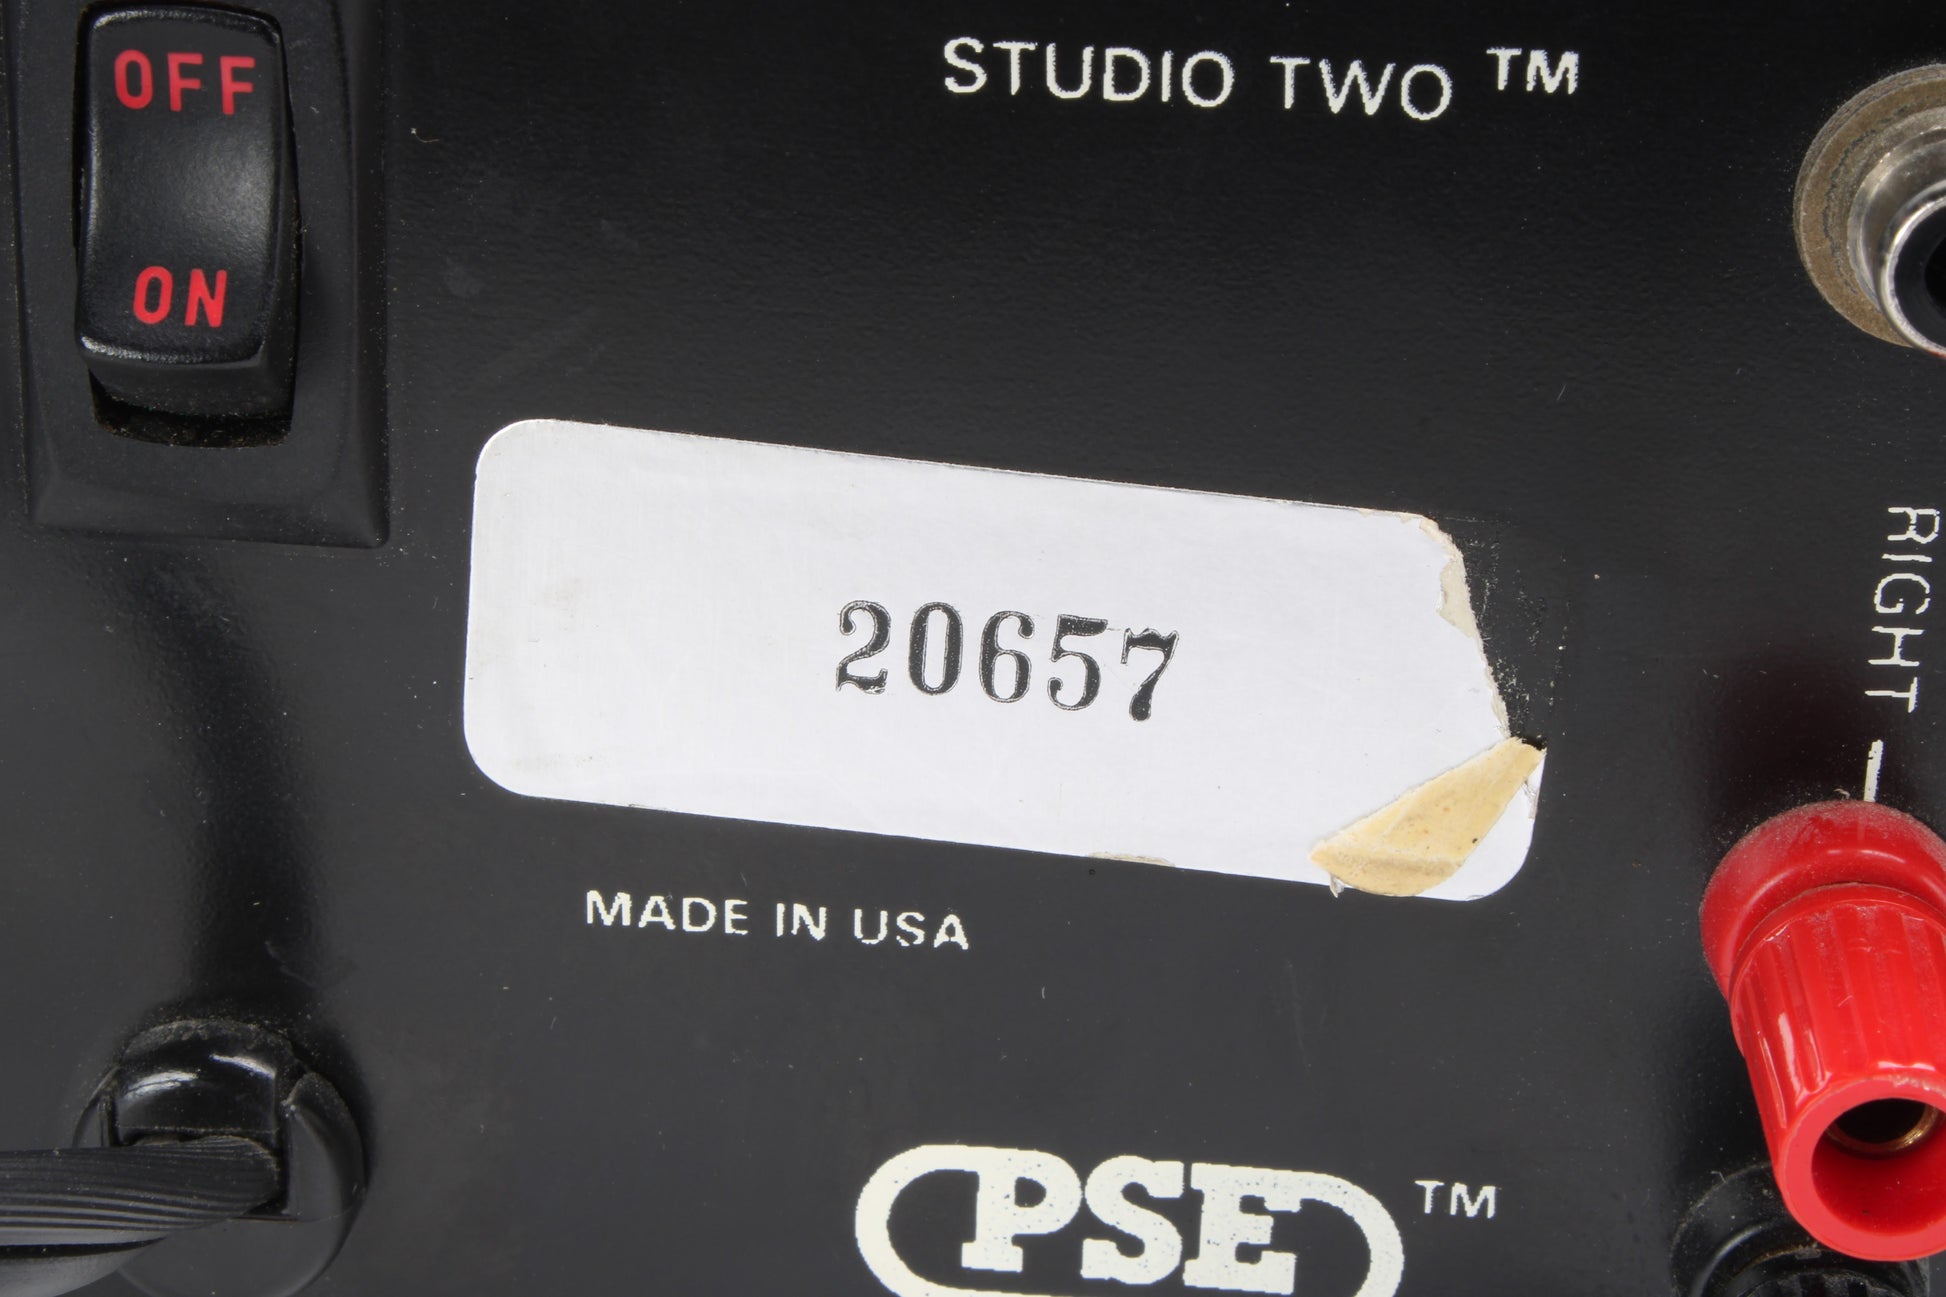 OFF
ON
STUDIO TWO ™
20657
RIGHT
MADE IN USA
PSE ™